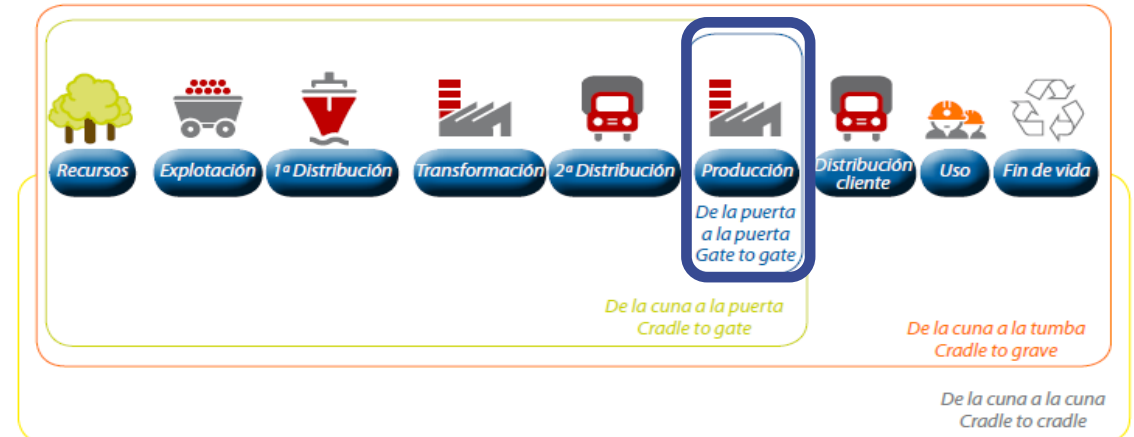 Recursos
Explotación
1ª Distribución
Transformación
2ª Distribución
Producción
Distribución
cliente
Uso
Fin de vida
De la puerta
a la puerta
Gate to gate
De la cuna a la puerta
Cradle to gate
De la cuna a la tumba
Cradle to grave
De la cuna a la cuna
Cradle to cradle